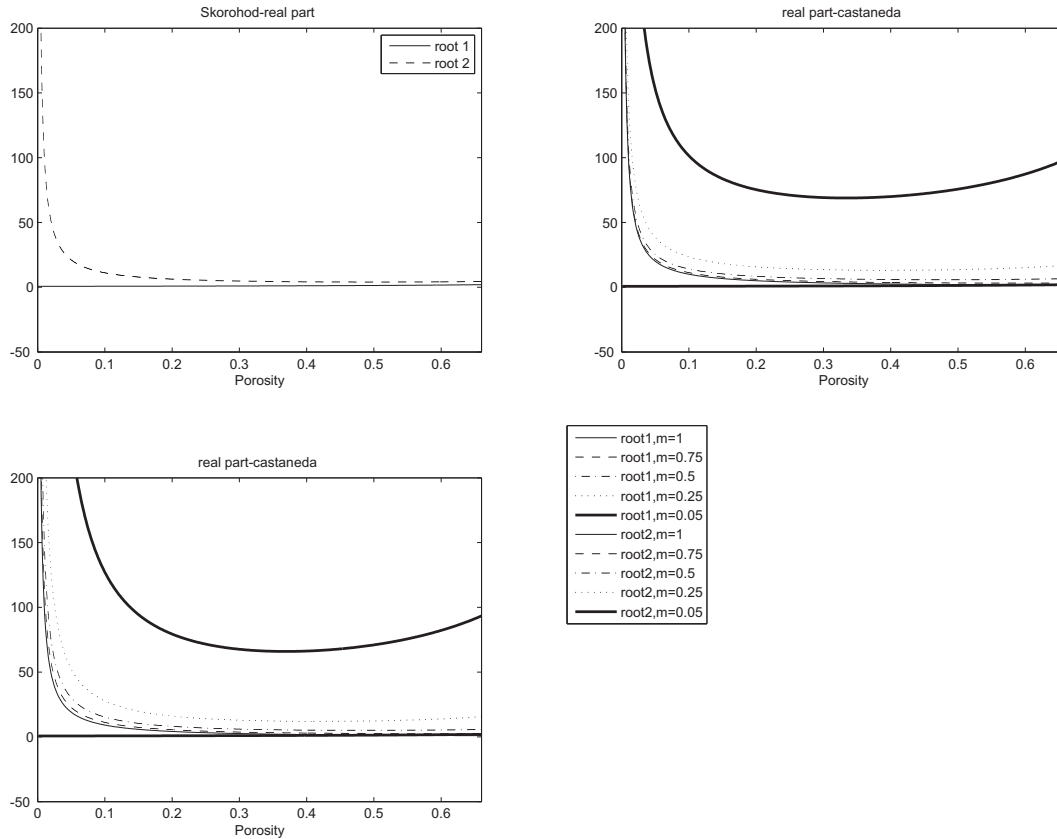 Skorohod-real part
200
150
100
50
0
-50
0 0.1 0.2 0.3 0.4 0.5 0.6
Porosity
root 1
root 2
real part-castaneda
200
150
100
50
0
-50
0 0.1 0.2 0.3 0.4 0.5 0.6
Porosity
real part-castaneda
200
150
100
50
0
-50
0 0.1 0.2 0.3 0.4 0.5 0.6
Porosity
root1,m=1
root1,m=0.75
root1,m=0.5
root1,m=0.25
root1,m=0.05
root2,m=1
root2,m=0.75
root2,m=0.5
root2,m=0.25
root2,m=0.05